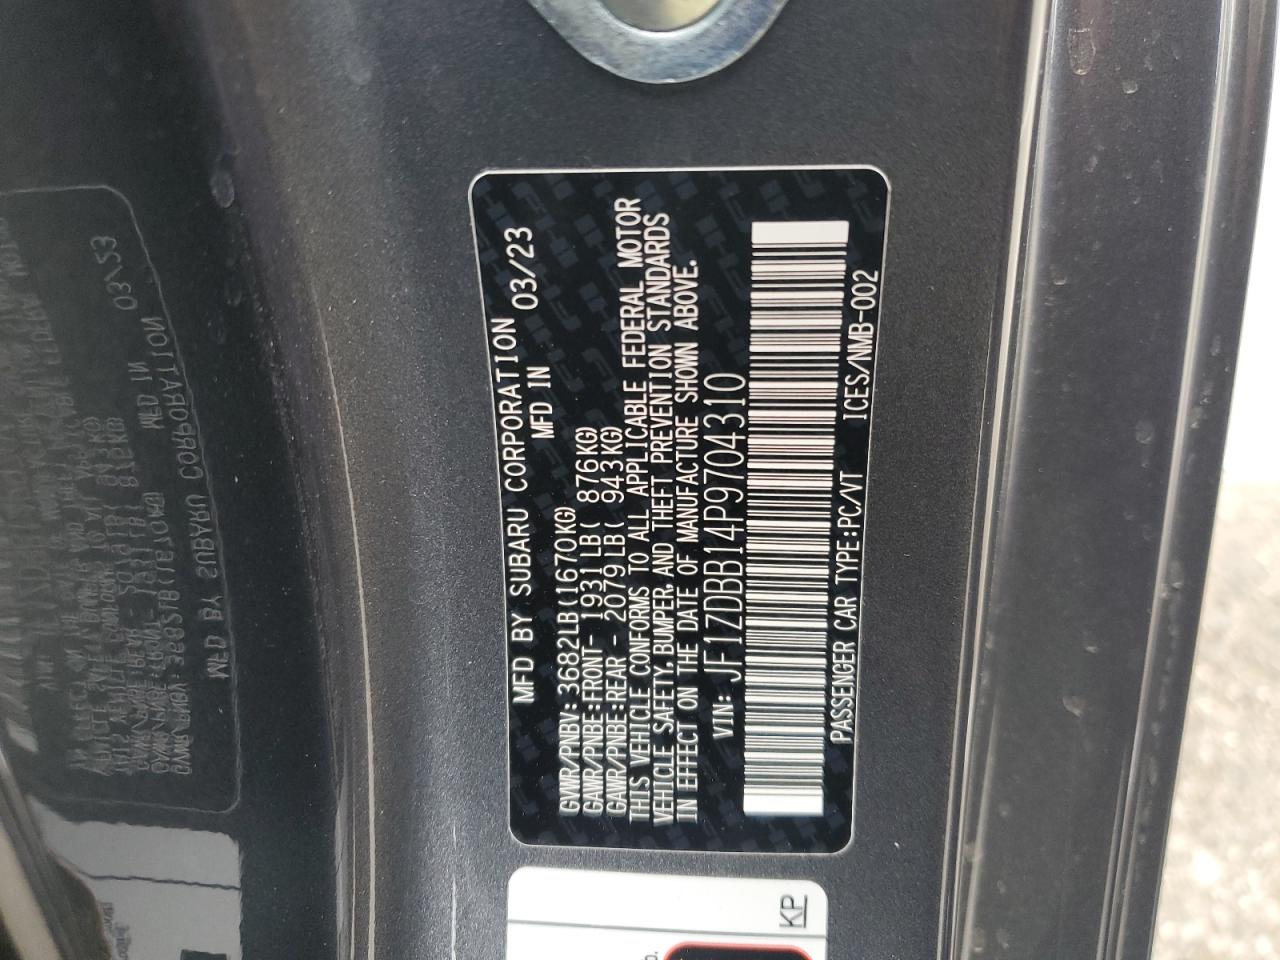 MFD BY SUBARU CORPORATION
MFD IN 03/23
GVWR/PNBV:3682LB(1670KG)
GAWR/PNBE:FRONT- 1931LB( 876KG)
GAWR/PNBE:REAR - 2079LB( 943KG)
THIS VEHICLE CONFORMS TO ALL APPLICABLE FEDERAL MOTOR
VEHICLE SAFETY, BUMPER, AND THEFT PREVENTION STANDARDS
IN EFFECT ON THE DATE OF MANUFACTURE SHOWN ABOVE.
VIN: JF1ZDBB14P9704310
PASSENGER CAR TYPE:PC/VT ICES/NMB-002
KP